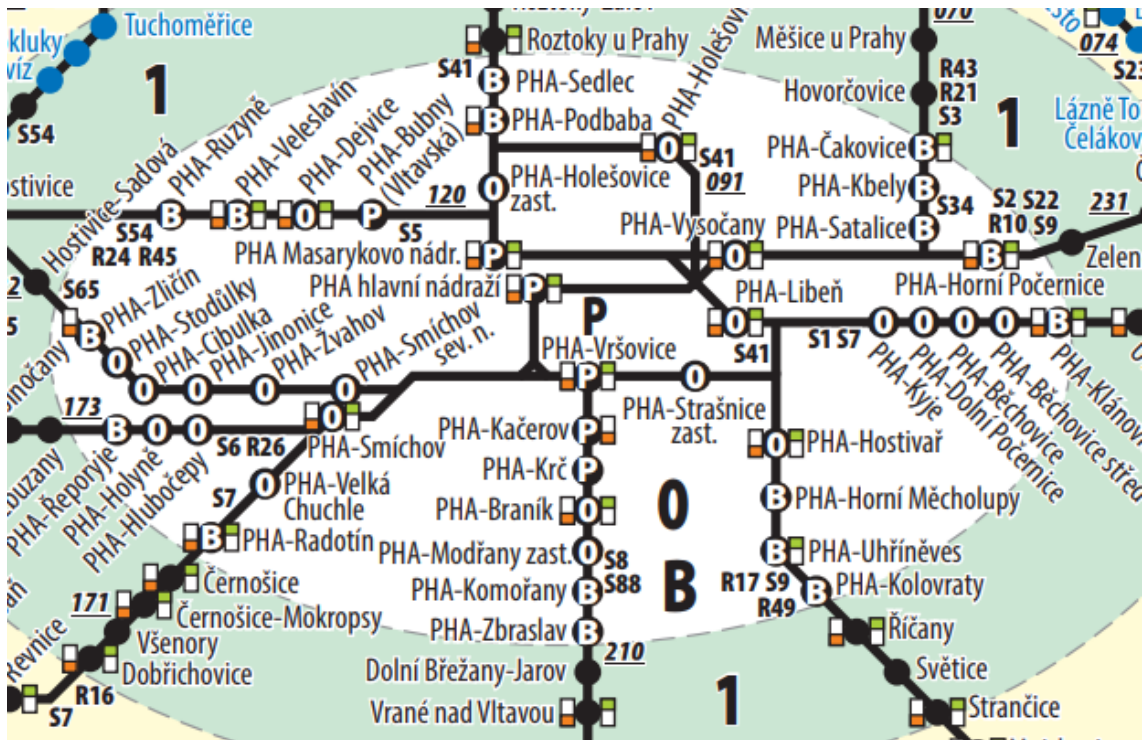 Tuchoměřice
1
S54
Roztoky u Prahy
S41
PHA-Sedlec
PHA-Podbaba
PHA-Holešovice
zast.
S41
091
070
Měšice u Prahy
Hovorčovice
R43
R21
S3
1
074
S23
PHA-Čakovice
PHA-Kbely
S34
PHA-Satalice
S2 S22
R10 S9
231
PHA-Horní Počernice
Hostivice-Sadová
PHA-Ruzyně
PHA-Veleslavín
PHA-Dejvice
PHA-Bubny
(Vltavská)
120
S54
R24 R45
S5
PHA Masarykovo nádr.
PHA hlavní nádraží
PHA-Vysočany
PHA-Libeň
S41
P
S65
PHA-Zličín
PHA-Stodůlky
PHA-Cibulka
PHA-Jinonice
PHA-Žvahov
PHA-Smíchov
sev. n.
PHA-Vršovice
PHA-Strašnice
zast.
S1 S7
PHA-Kyje
PHA-Dolní Počernice
PHA-Běchovice
PHA-Běchovice střed
173
PHA-Řeporyje
PHA-Holyně
PHA-Hlubočepy
S6 R26
PHA-Smíchov
S7
PHA-Velká
Chuchle
PHA-Radotín
Černošice
171
Černošice-Mokropsy
Všenory
Dobřichovice
R16
S7
PHA-Kačerov
PHA-Krč
PHA-Braník
PHA-Modřany zast.
S8
PHA-Komořany
S88
PHA-Zbraslav
210
Dolní Břežany-Jarov
Vrané nad Vltavou
0
B
1
PHA-Hostivař
PHA-Horní Měcholupy
PHA-Uhříněves
R17 S9
R49
PHA-Kolovraty
Říčany
Světice
Strančice